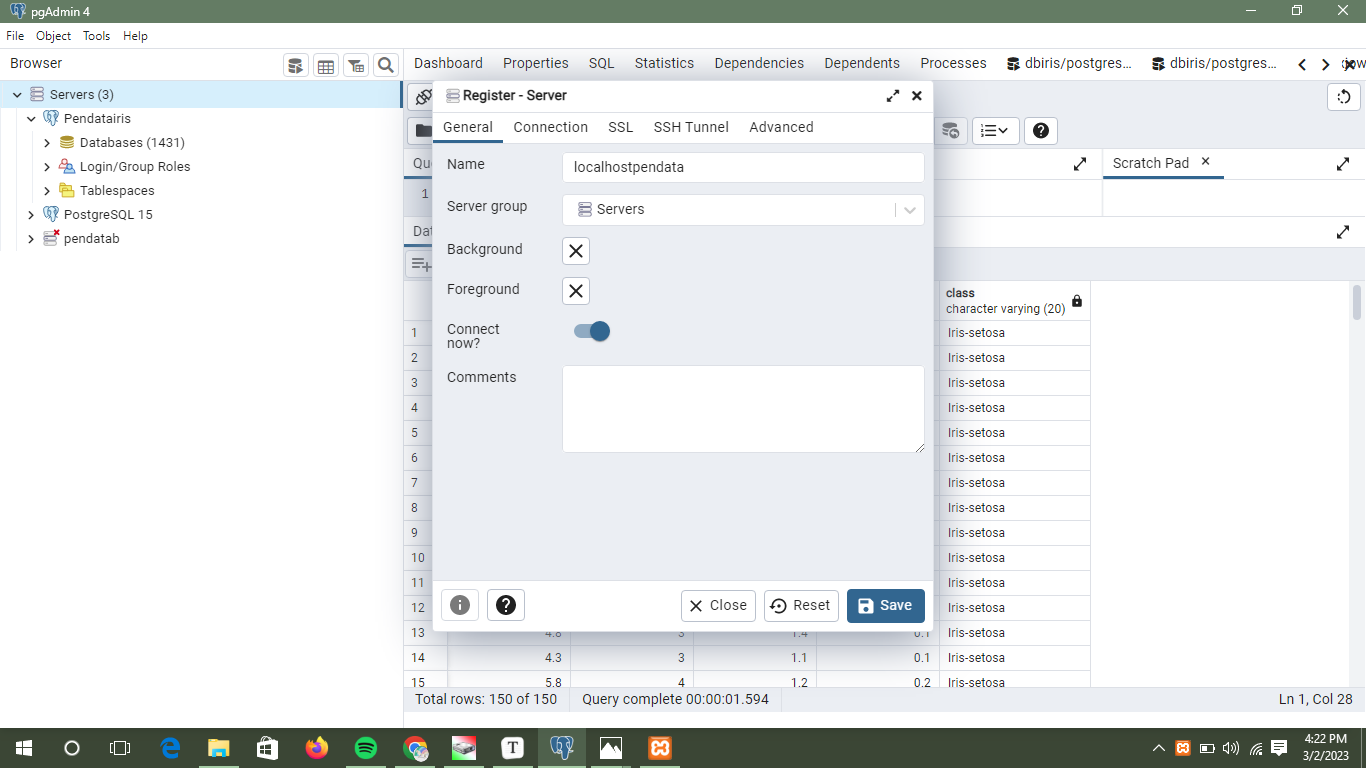 pgAdmin 4
File Object Tools Help
Browser
Dashboard Properties SQL Statistics Dependencies Dependents Processes dbiris/postgres... dbiris/postgres...
Servers (3)
Pendatairis
Databases (1431)
Login/Group Roles
Tablespaces
PostgreSQL 15
pendatab
Register - Server
General Connection SSL SSH Tunnel Advanced
Name localhostpendata
Server group Servers
Background
Foreground
Connect
now?
Comments
Close Reset Save
Scratch Pad
1
class
character varying (20)
1 Iris-setosa
2 Iris-setosa
3 Iris-setosa
4 Iris-setosa
5 Iris-setosa
6 Iris-setosa
7 Iris-setosa
8 Iris-setosa
9 Iris-setosa
10 Iris-setosa
11 Iris-setosa
12 Iris-setosa
13 4.8 3 1.4 0.1 Iris-setosa
14 4.3 3 1.1 0.1 Iris-setosa
15 5.8 4 1.2 0.2 Iris-setosa
Total rows: 150 of 150 Query complete 00:00:01.594 Ln 1, Col 28
4:22 PM
3/2/2023